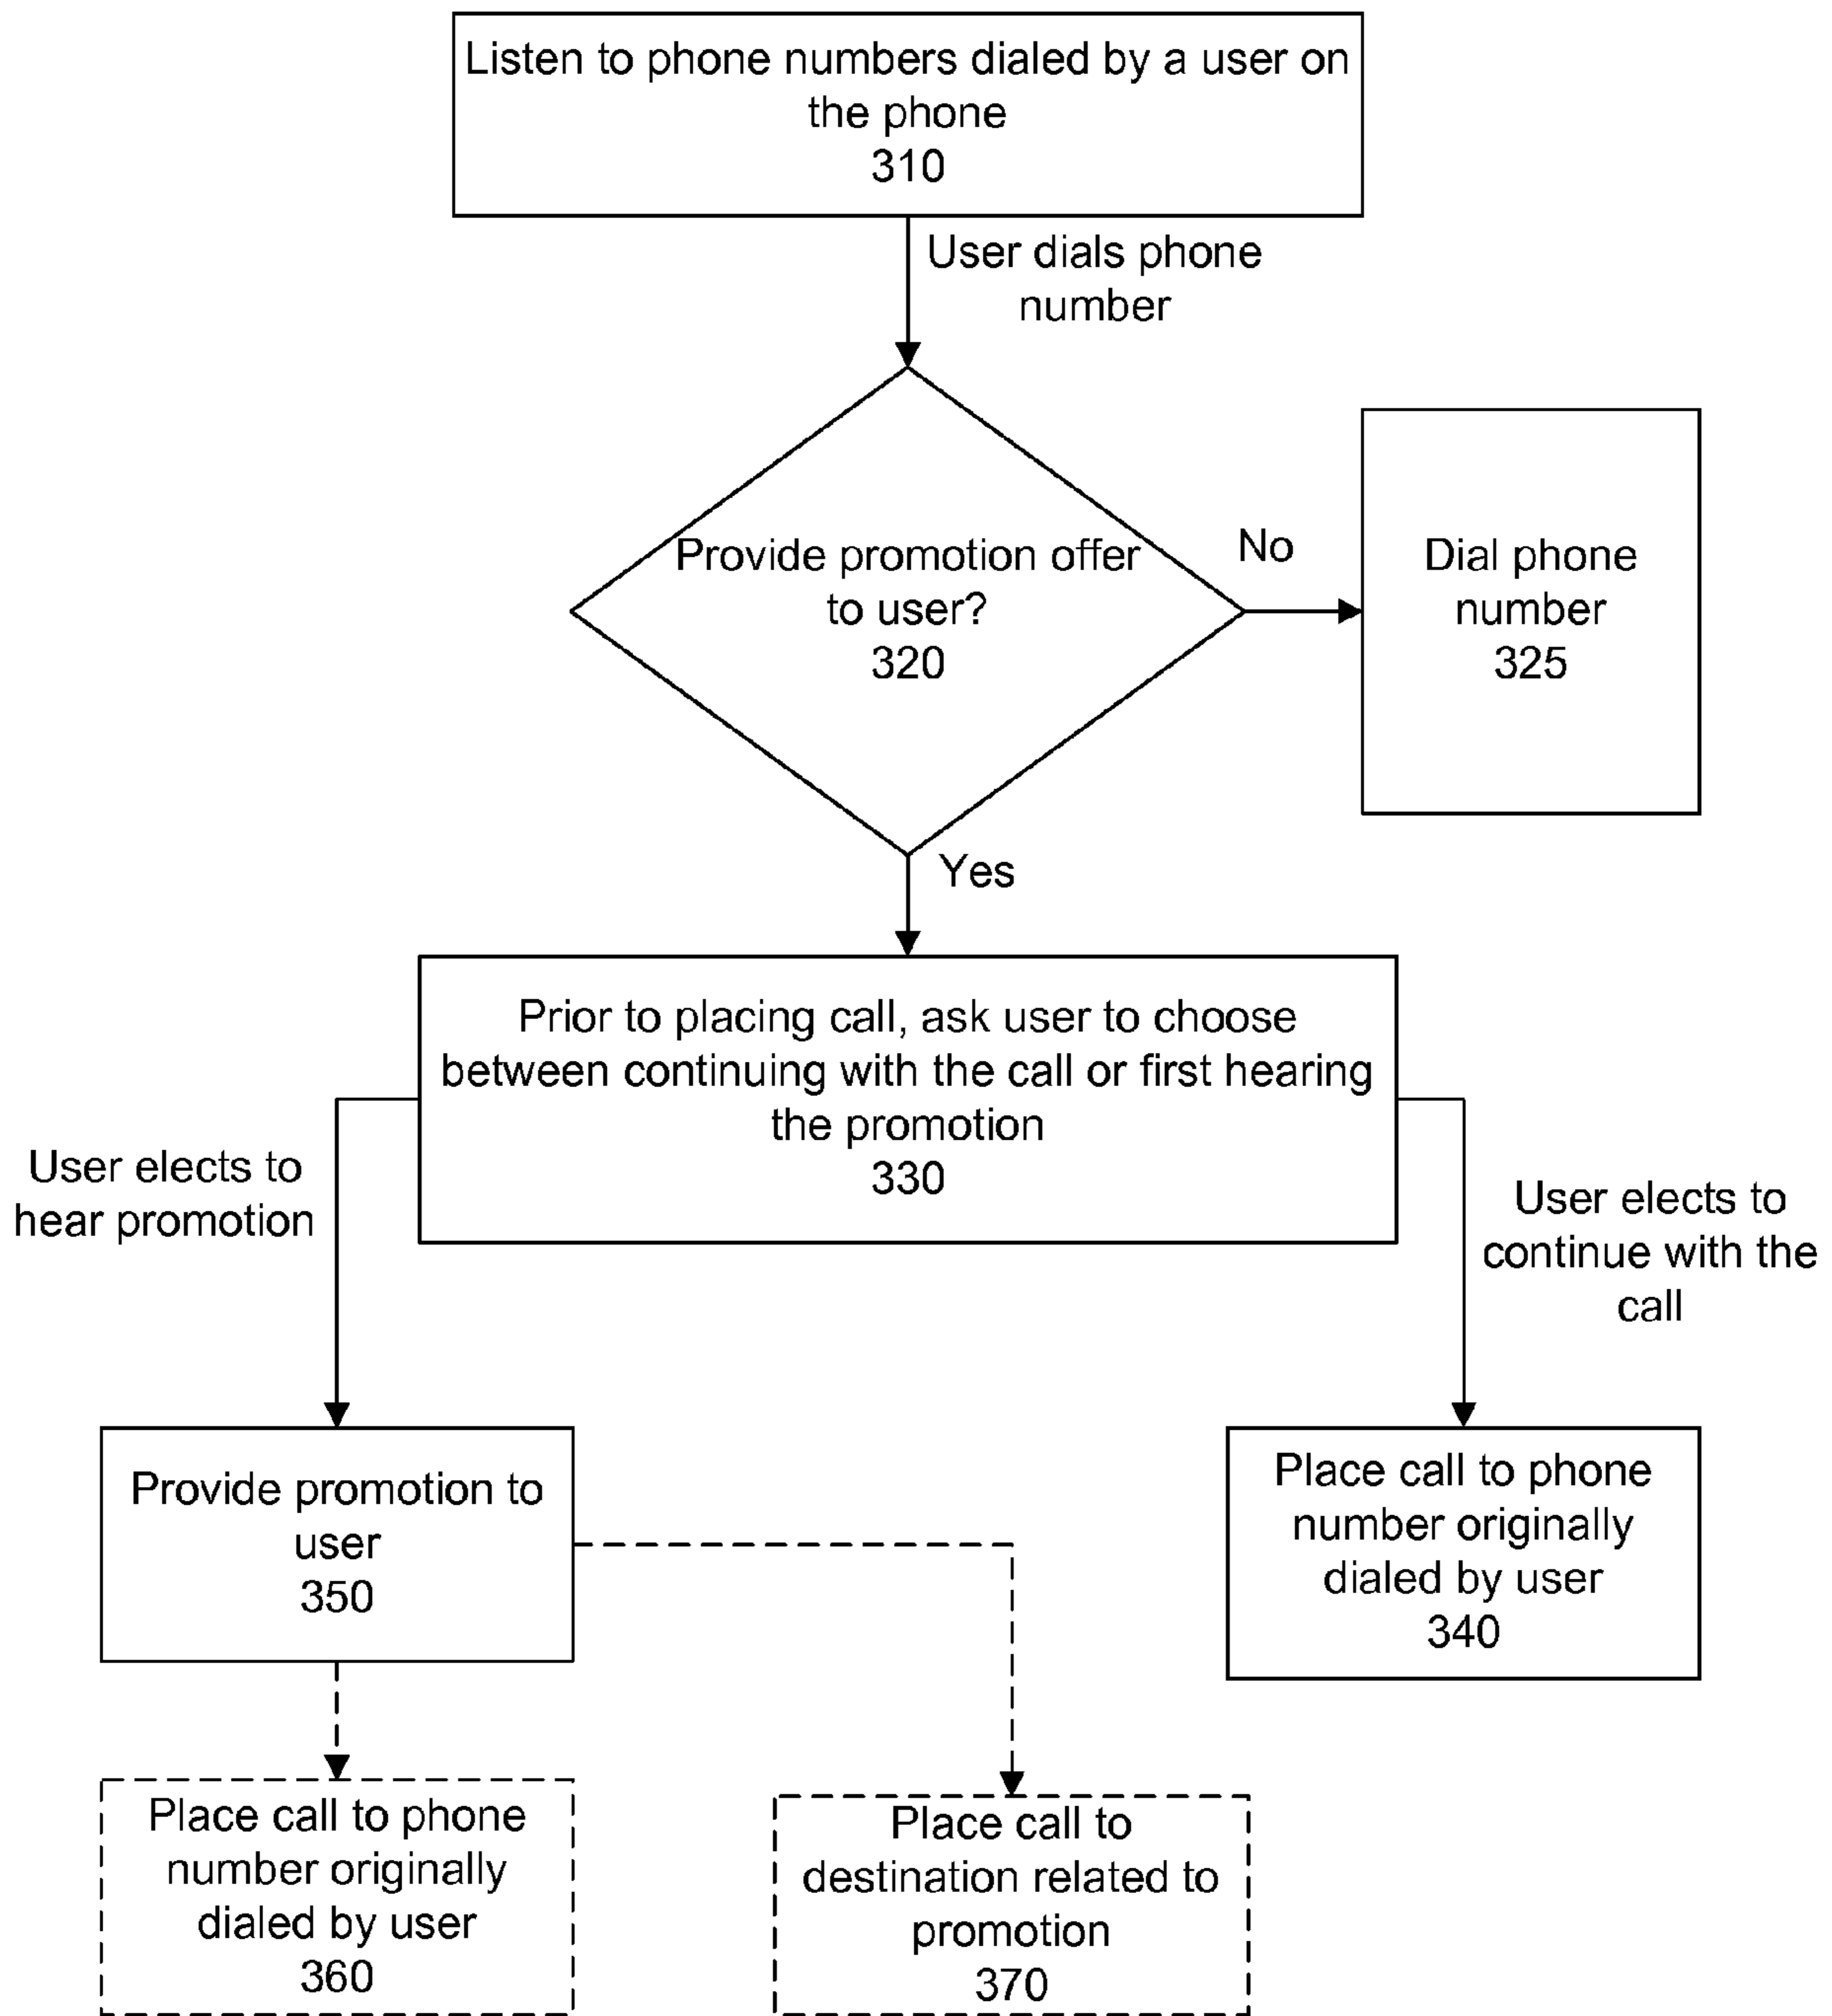 Listen to phone numbers dialed by a user on
the phone
310
User dials phone
number
Provide promotion offer
to user?
320
No
Dial phone
number
325
Yes
Prior to placing call, ask user to choose
between continuing with the call or first hearing
the promotion
330
User elects to
hear promotion
User elects to
continue with the
call
Provide promotion to
user
350
Place call to phone
number originally
dialed by user
340
Place call to phone
number originally
dialed by user
360
Place call to
destination related to
promotion
370